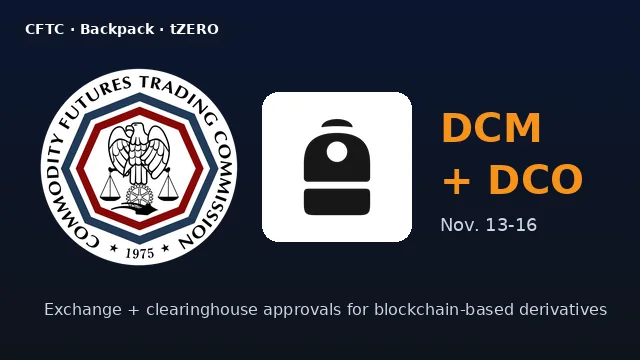 CFTC · Backpack · tZERO
COMMODITY FUTURES TRADING COMMISSION
★ 1975 ★
DCM
+ DCO
Nov. 13-16
Exchange + clearinghouse approvals for blockchain-based derivatives